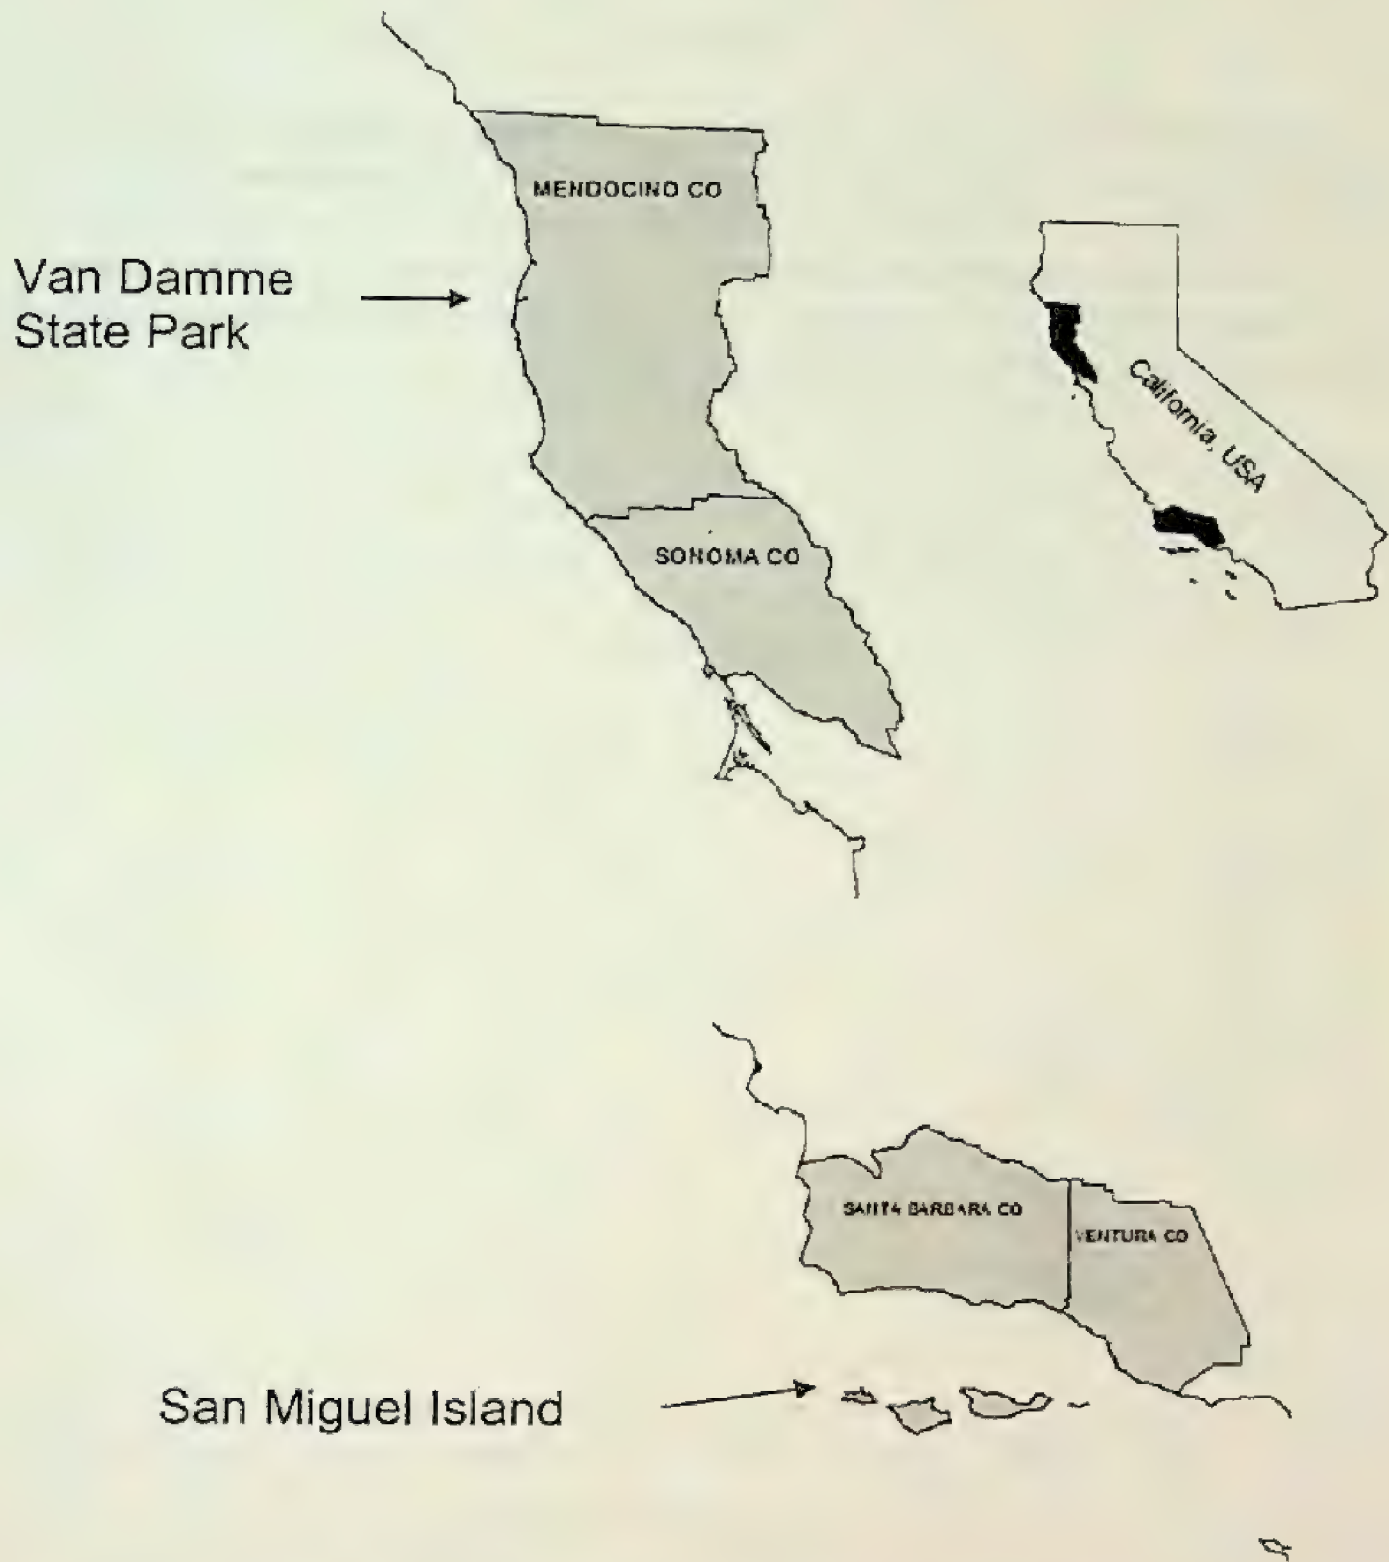 MENDOCINO CO
Van Damme
State Park
California, USA
SONOMA CO
SANTA BARBARA CO
VENTURA CO
San Miguel Island